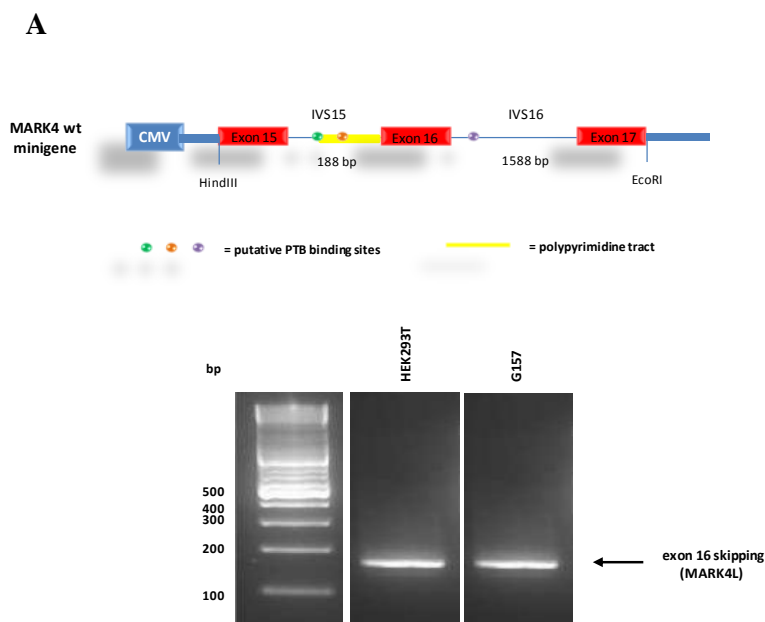 A
IVS15 IVS16
MARK4 wt
minigene
CMV Exon 15 Exon 16 Exon 17
188 bp 1588 bp
HindIII EcoRI
= putative PTB binding sites = polypyrimidine tract
HEK293T
G157
bp
500
400
300
200
100
exon 16 skipping
(MARK4L)